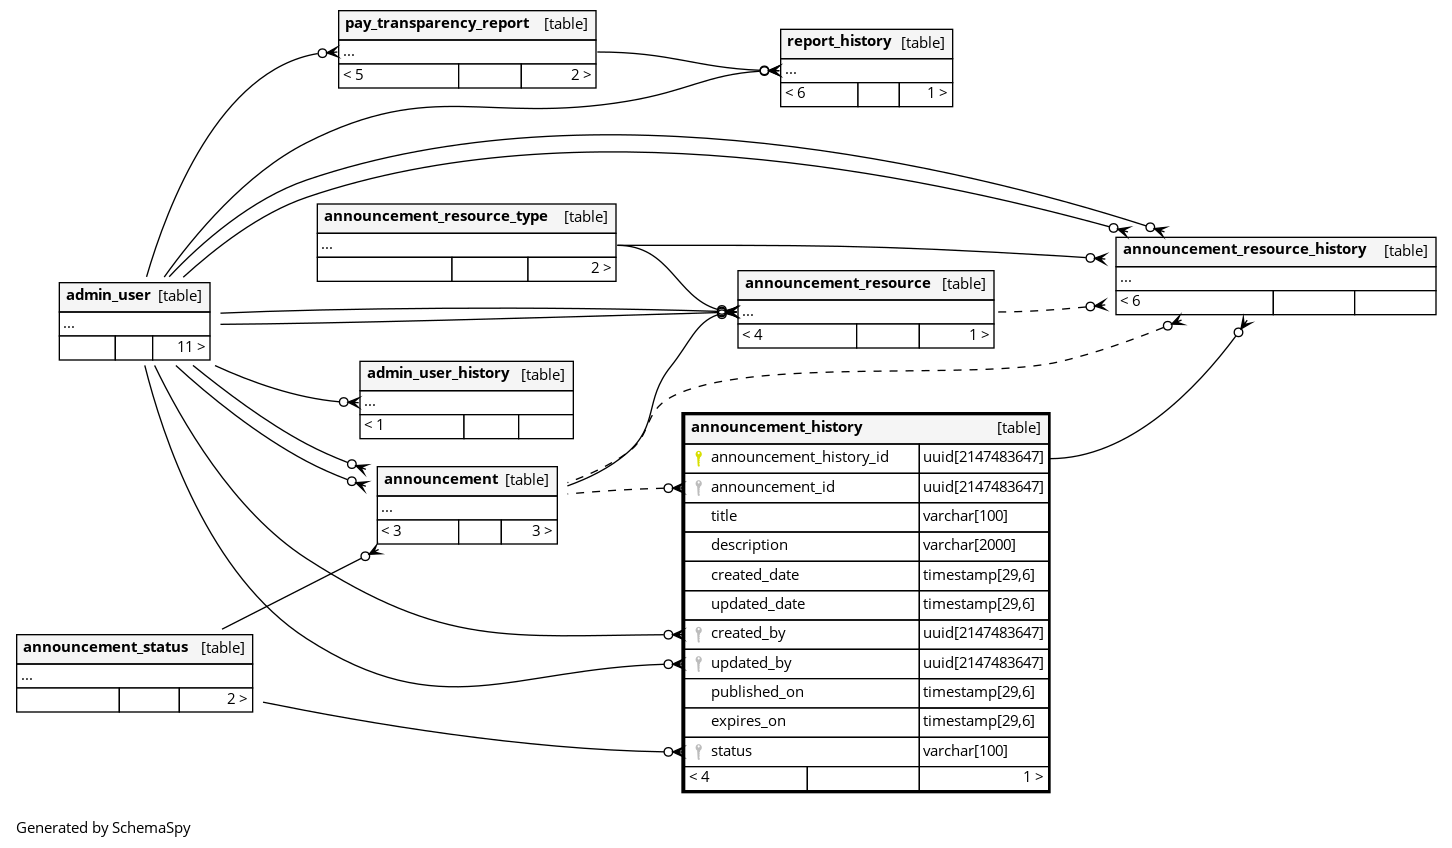 pay_transparency_report [table]
...
< 5 2 >
report_history [table]
...
< 6 1 >
announcement_resource_type [table]
...
2 >
announcement_resource_history [table]
...
< 6
announcement_resource [table]
...
< 4 1 >
admin_user [table]
...
11 >
admin_user_history [table]
...
< 1
announcement [table]
...
< 3 3 >
announcement_history [table]
announcement_history_id uuid[2147483647]
announcement_id uuid[2147483647]
title varchar[100]
description varchar[2000]
created_date timestamp[29,6]
updated_date timestamp[29,6]
created_by uuid[2147483647]
updated_by uuid[2147483647]
published_on timestamp[29,6]
expires_on timestamp[29,6]
status varchar[100]
< 4 1 >
announcement_status [table]
...
2 >
Generated by SchemaSpy